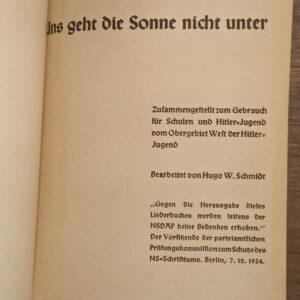 Uns geht die Sonne nicht unter
Zusammengestellt zum Gebrauch
für Schulen und Hitler-Jugend
vom Obergebiet West der Hitler-
Jugend
Bearbeitet von Hugo W. Schmidt
„Gegen die Herausgabe dieses
Liederbuches werden seitens der
NSDAP keine Bedenken erhoben.“
Der Vorsitzende der parteiamtlichen
Prüfungskommission zum Schutze des
NS-Schrifttums. Berlin, 7. 12. 1934.